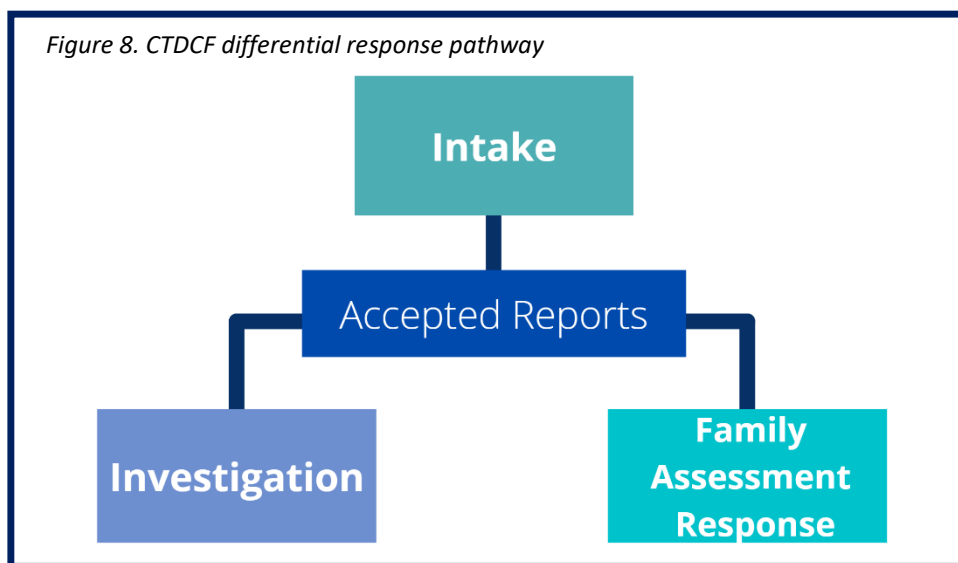 Figure 8. CTDCF differential response pathway
Intake
Accepted Reports
Investigation
Family
Assessment
Response